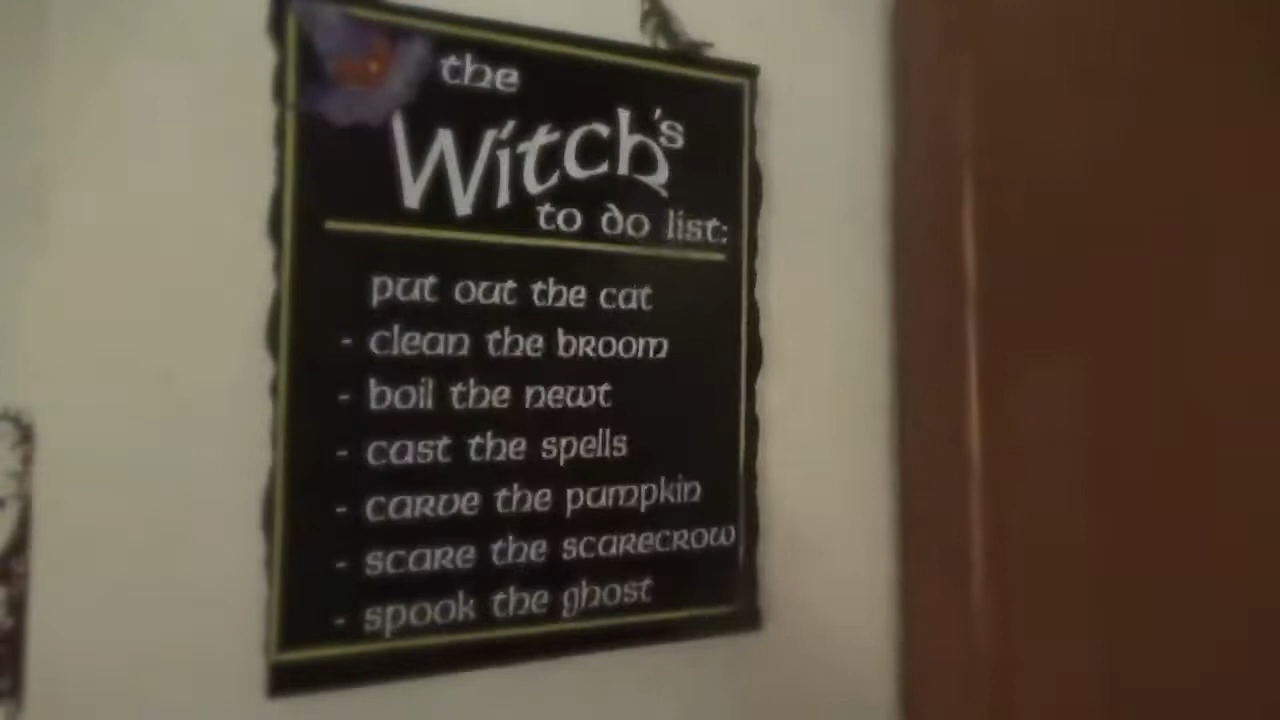 the
Witch's
to do list:
put out the cat
- clean the broom
- boil the newt
- cast the spells
- carve the pumpkin
- scare the scarecrow
- spook the ghost